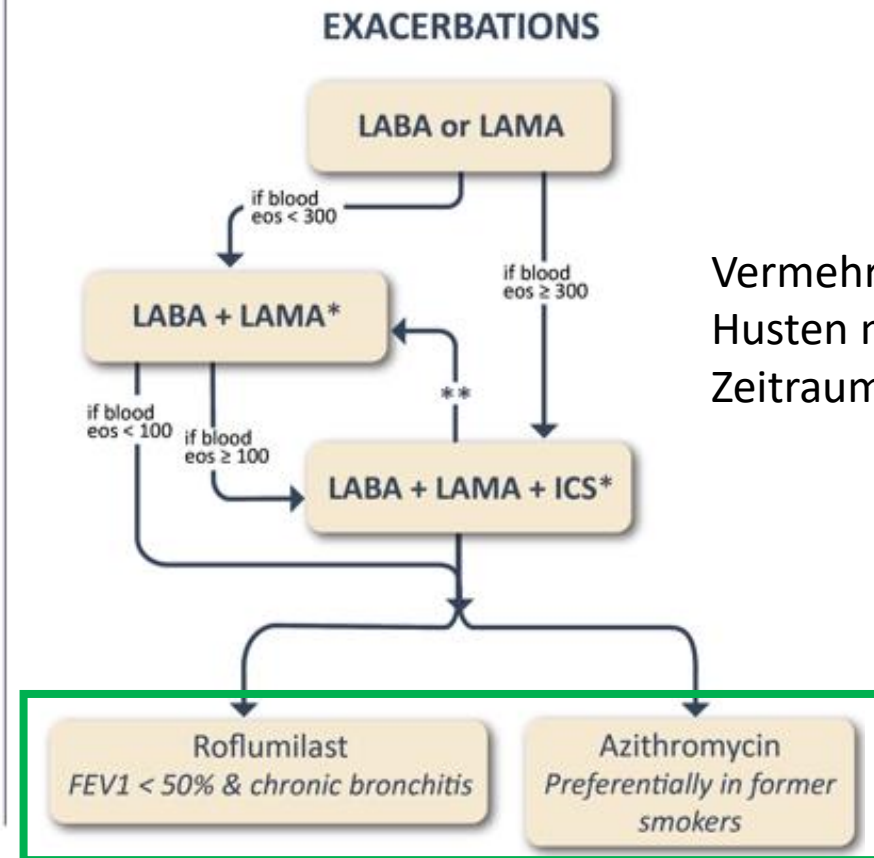 EXACERBATIONS
LABA or LAMA
if blood
eos < 300
if blood
eos ≥ 300
LABA + LAMA*
**
if blood
eos < 100
if blood
eos ≥ 100
LABA + LAMA + ICS*
Roflumilast
FEV1 < 50% & chronic bronchitis
Azithromycin
Preferentially in former
smokers
Husten
Zeitraum